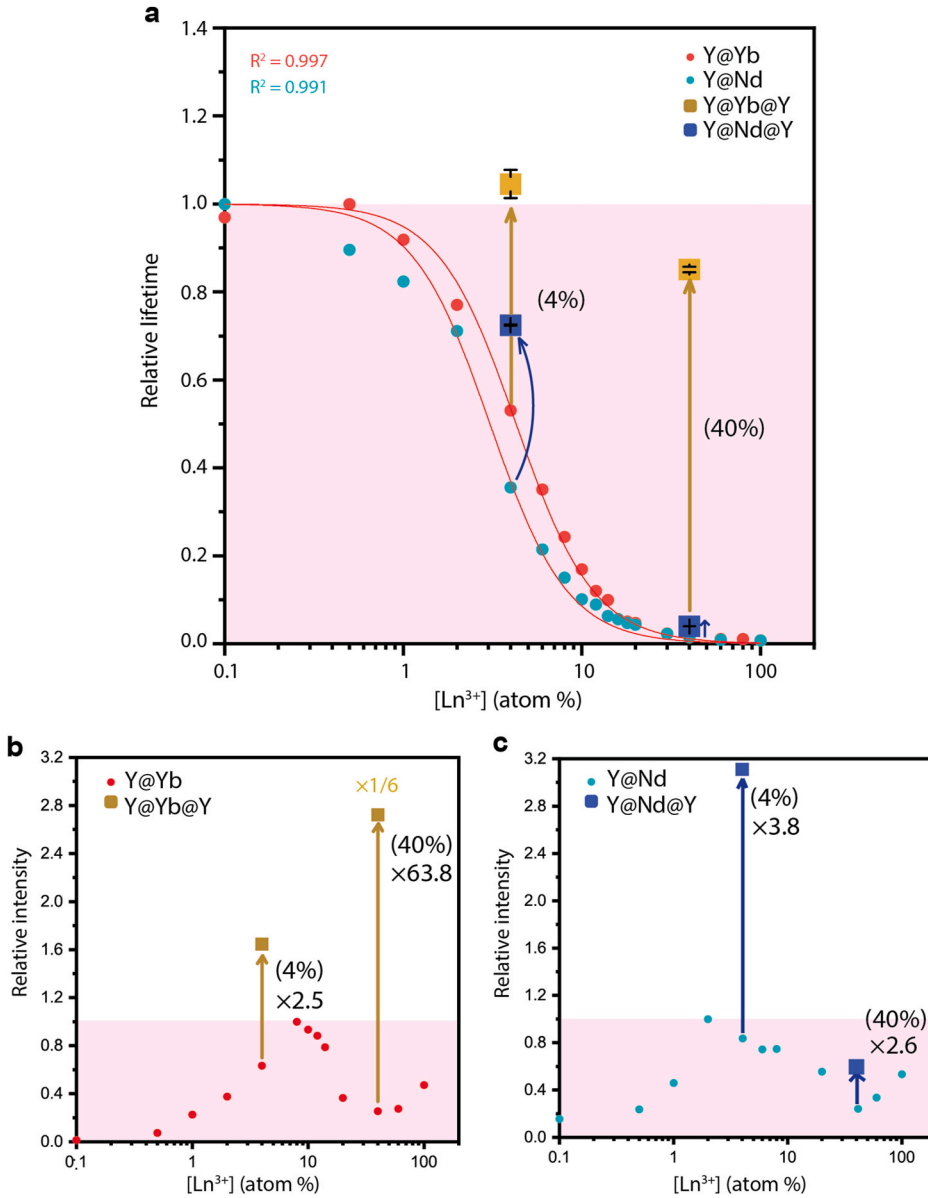 a
1.4
1.2
1.0
0.8
0.6
0.4
0.2
0.0
Relative lifetime
R² = 0.997
R² = 0.991
Y@Yb
Y@Nd
Y@Yb@Y
Y@Nd@Y
(4%)
(40%)
0.1
1
10
100
[Ln³⁺] (atom %)
b
3.2
2.8
2.4
2.0
1.6
1.2
0.8
0.4
0.0
Relative intensity
Y@Yb
Y@Yb@Y
×1/6
(40%)
×63.8
(4%)
×2.5
0.1
1
10
100
[Ln³⁺] (atom %)
c
3.2
2.8
2.4
2.0
1.6
1.2
0.8
0.4
0.0
Relative intensity
Y@Nd
Y@Nd@Y
(4%)
×3.8
(40%)
×2.6
0.1
1
10
100
[Ln³⁺] (atom %)